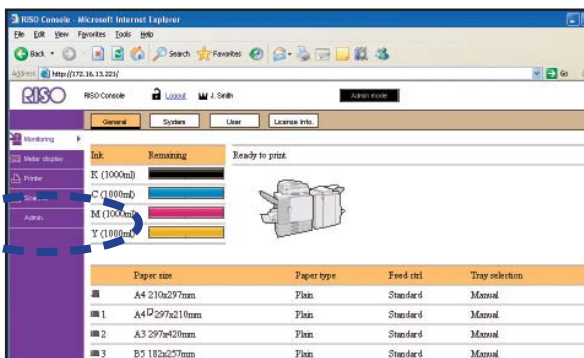 RISO Console - Microsoft Internet Explorer
File Edit View Favorites Tools Help
Back Search Favorites
Address http://172.16.13.221/ Go
RISO RISO Console Logout J. Smith Admin mode
General System User License Info.
Monitoring
Meter display
Printer
Admin.
Ink Remaining Ready to print
K (1000ml)
C (1000ml)
M (1000ml)
Y (1000ml)
Paper size Paper type Feed ctrl Tray selection
A4 210x297mm Plain Standard Manual
1 A4 297x210mm Plain Standard Manual
2 A3 297x420mm Plain Standard Manual
3 B5 182x257mm Plain Standard Manual